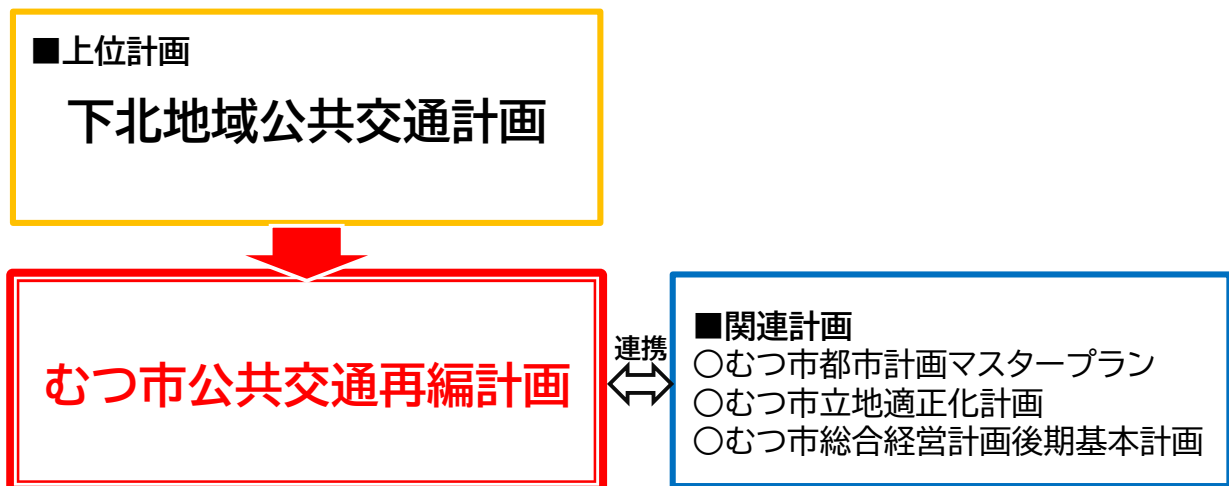 ■上位計画
下北地域公共交通計画
むつ市公共交通再編計画
連携
■関連計画
○むつ市都市計画マスタープラン
○むつ市立地適正化計画
○むつ市総合経営計画後期基本計画